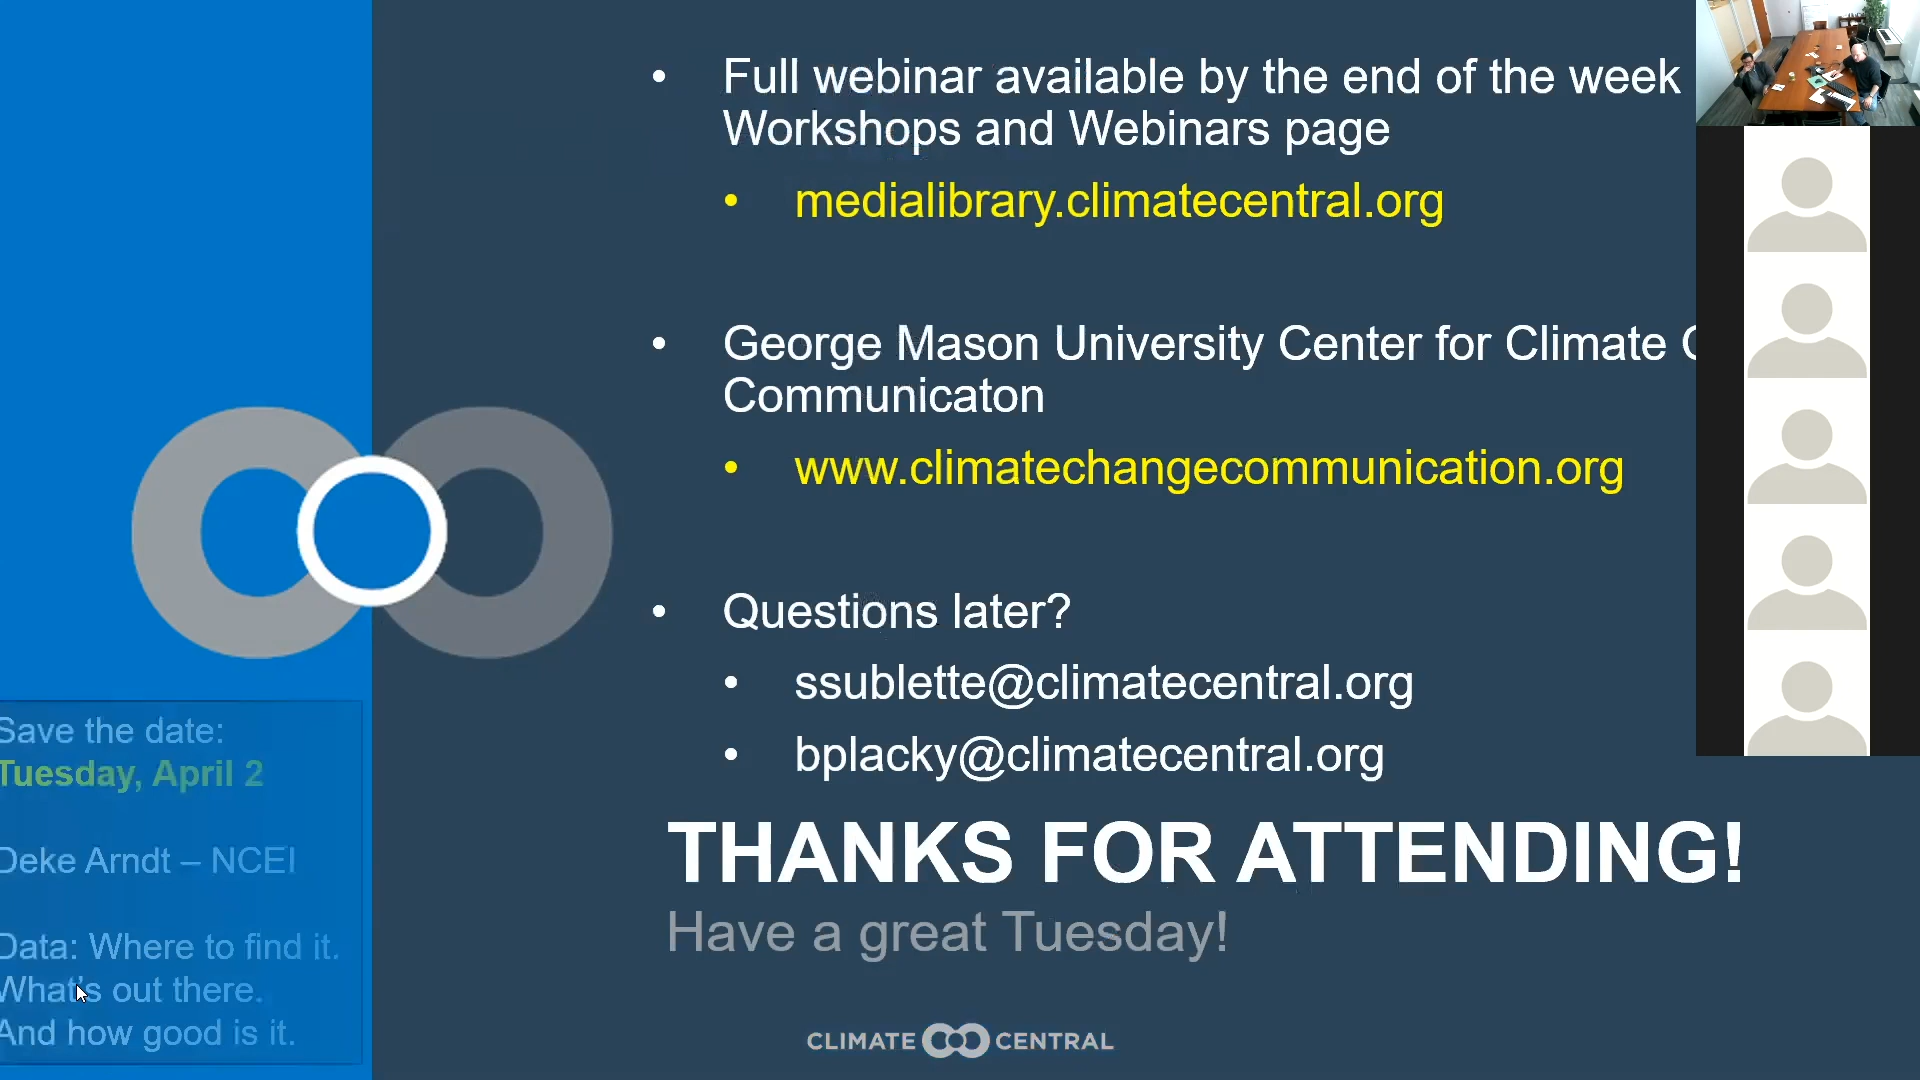 Full webinar available by the end of the week
Workshops and Webinars page
medialibrary.climatecentral.org
George Mason University Center for Climate
Communicaton
www.climatechangecommunication.org
Questions later?
ssublette@climatecentral.org
bplacky@climatecentral.org
THANKS FOR ATTENDING!
Have a great Tuesday!
Save the date:
Tuesday, April 2
Deke Arndt – NCEI
Data: Where to find it.
What's out there.
And how good is it.
CLIMATE CENTRAL